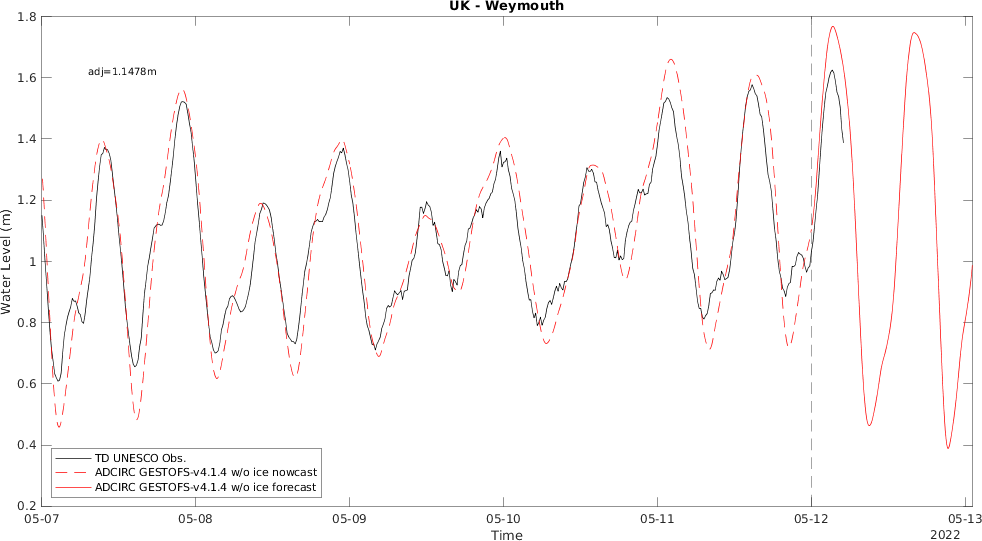 UK - Weymouth
1.8
1.6
1.4
1.2
1
0.8
0.6
0.4
0.2
Water Level (m)
adj=1.1478m
TD UNESCO Obs.
ADCIRC GESTOFS-v4.1.4 w/o ice nowcast
ADCIRC GESTOFS-v4.1.4 w/o ice forecast
05-07 05-08 05-09 05-10 05-11 05-12 05-13
Time
2022